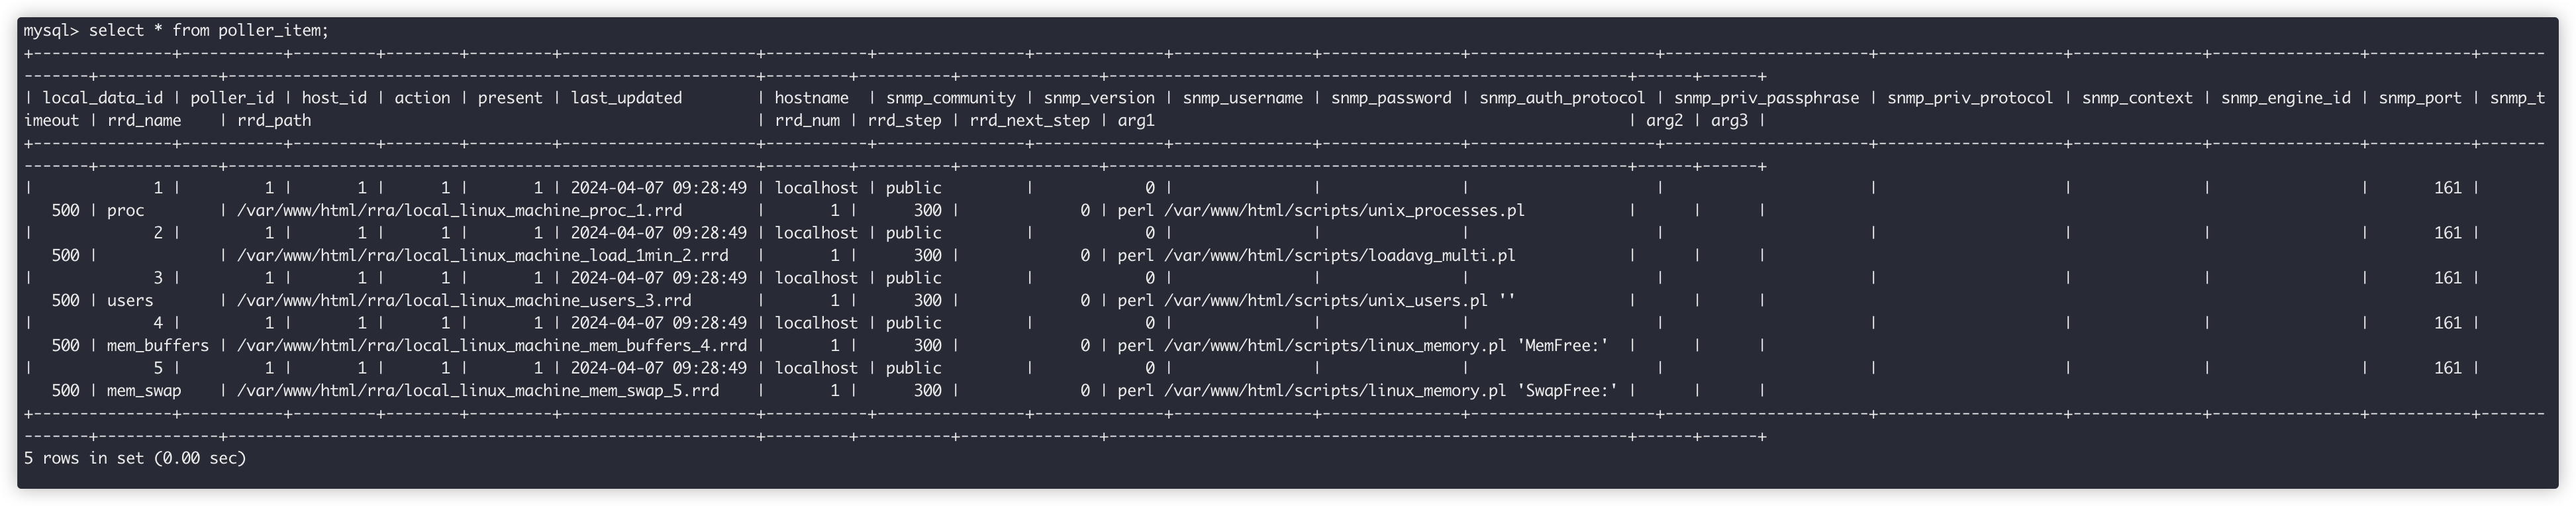 mysql> select * from poller_item;
+---------------+-----------+---------+--------+---------+---------------------+-----------+----------------+--------------+---------------+---------------+--------------------+----------------------+--------------------+--------------+----------------+-----------+-------
-------+-------------+---------------------------------------------------------+---------+----------+---------------+--------------------------------------------------------+------+------+
| local_data_id | poller_id | host_id | action | present | last_updated        | hostname  | snmp_community | snmp_version | snmp_username | snmp_password | snmp_auth_protocol | snmp_priv_passphrase | snmp_priv_protocol | snmp_context | snmp_engine_id | snmp_port | snmp_t
imeout | rrd_name    | rrd_path                                                | rrd_num | rrd_step | rrd_next_step | arg1                                                   | arg2 | arg3 |
+---------------+-----------+---------+--------+---------+---------------------+-----------+----------------+--------------+---------------+---------------+--------------------+----------------------+--------------------+--------------+----------------+-----------+-------
-------+-------------+---------------------------------------------------------+---------+----------+---------------+--------------------------------------------------------+------+------+
|             1 |         1 |       1 |      1 |       1 | 2024-04-07 09:28:49 | localhost | public         |            0 |               |               |                    |                      |                    |              |                |       161 |
   500 | proc        | /var/www/html/rra/local_linux_machine_proc_1.rrd        |       1 |      300 |             0 | perl /var/www/html/scripts/unix_processes.pl           |      |      |
|             2 |         1 |       1 |      1 |       1 | 2024-04-07 09:28:49 | localhost | public         |            0 |               |               |                    |                      |                    |              |                |       161 |
   500 |             | /var/www/html/rra/local_linux_machine_load_1min_2.rrd   |       1 |      300 |             0 | perl /var/www/html/scripts/loadavg_multi.pl            |      |      |
|             3 |         1 |       1 |      1 |       1 | 2024-04-07 09:28:49 | localhost | public         |            0 |               |               |                    |                      |                    |              |                |       161 |
   500 | users       | /var/www/html/rra/local_linux_machine_users_3.rrd       |       1 |      300 |             0 | perl /var/www/html/scripts/unix_users.pl ''            |      |      |
|             4 |         1 |       1 |      1 |       1 | 2024-04-07 09:28:49 | localhost | public         |            0 |               |               |                    |                      |                    |              |                |       161 |
   500 | mem_buffers | /var/www/html/rra/local_linux_machine_mem_buffers_4.rrd |       1 |      300 |             0 | perl /var/www/html/scripts/linux_memory.pl 'MemFree:'  |      |      |
|             5 |         1 |       1 |      1 |       1 | 2024-04-07 09:28:49 | localhost | public         |            0 |               |               |                    |                      |                    |              |                |       161 |
   500 | mem_swap    | /var/www/html/rra/local_linux_machine_mem_swap_5.rrd    |       1 |      300 |             0 | perl /var/www/html/scripts/linux_memory.pl 'SwapFree:' |      |      |
+---------------+-----------+---------+--------+---------+---------------------+-----------+----------------+--------------+---------------+---------------+--------------------+----------------------+--------------------+--------------+----------------+-----------+-------
-------+-------------+---------------------------------------------------------+---------+----------+---------------+--------------------------------------------------------+------+------+
5 rows in set (0.00 sec)